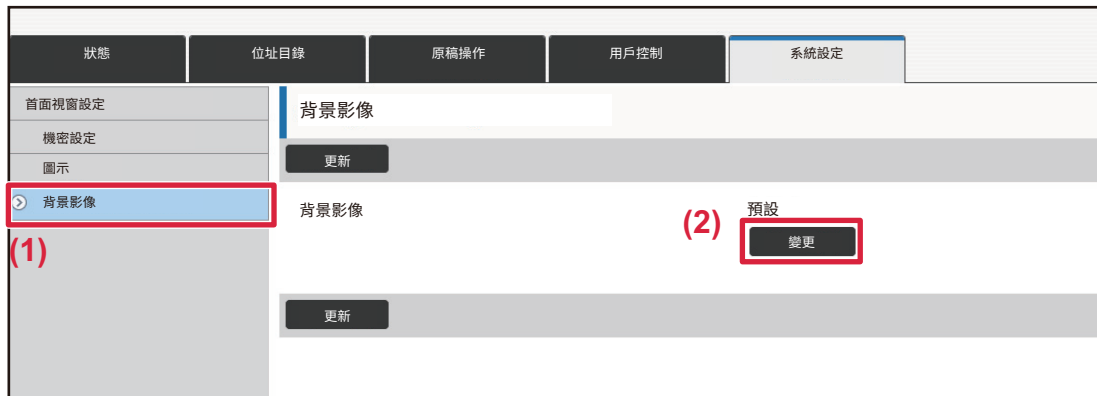 狀態 位址目錄 原稿操作 用戶控制 系統設定
首面視窗設定
機密設定
圖示
背景影像
(1)
背景影像
更新
背景影像 預設
(2) 變更
更新